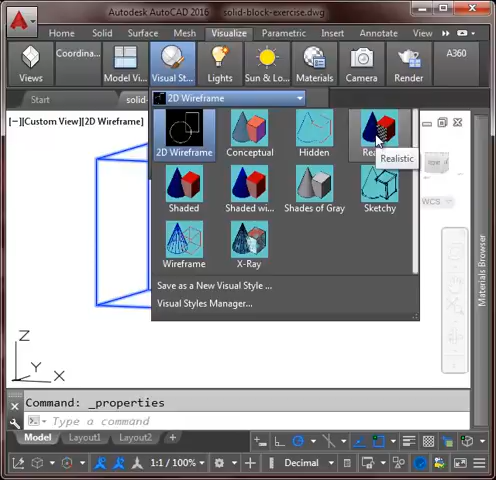 Autodesk AutoCAD 2016 solid-block-exercise.dwg
Home Solid Surface Mesh Visualize Parametric Insert
Views Coordina... Model Vi... Visual St... Lights Sun & Lo... Materials Camera Render A360
2D Wireframe
Start solid-
[−][Custom View][2D Wireframe]
2D Wireframe Conceptual Hidden Rea
Realistic
Shaded Shaded wi... Shades of Gray Sketchy
Wireframe X-Ray
Save as a New Visual Style ...
Visual Styles Manager...
WCS
Materials Browser
Z
Y
X
Command: _properties
Type a command
Model Layout1 Layout2
1:1 / 100% Decimal